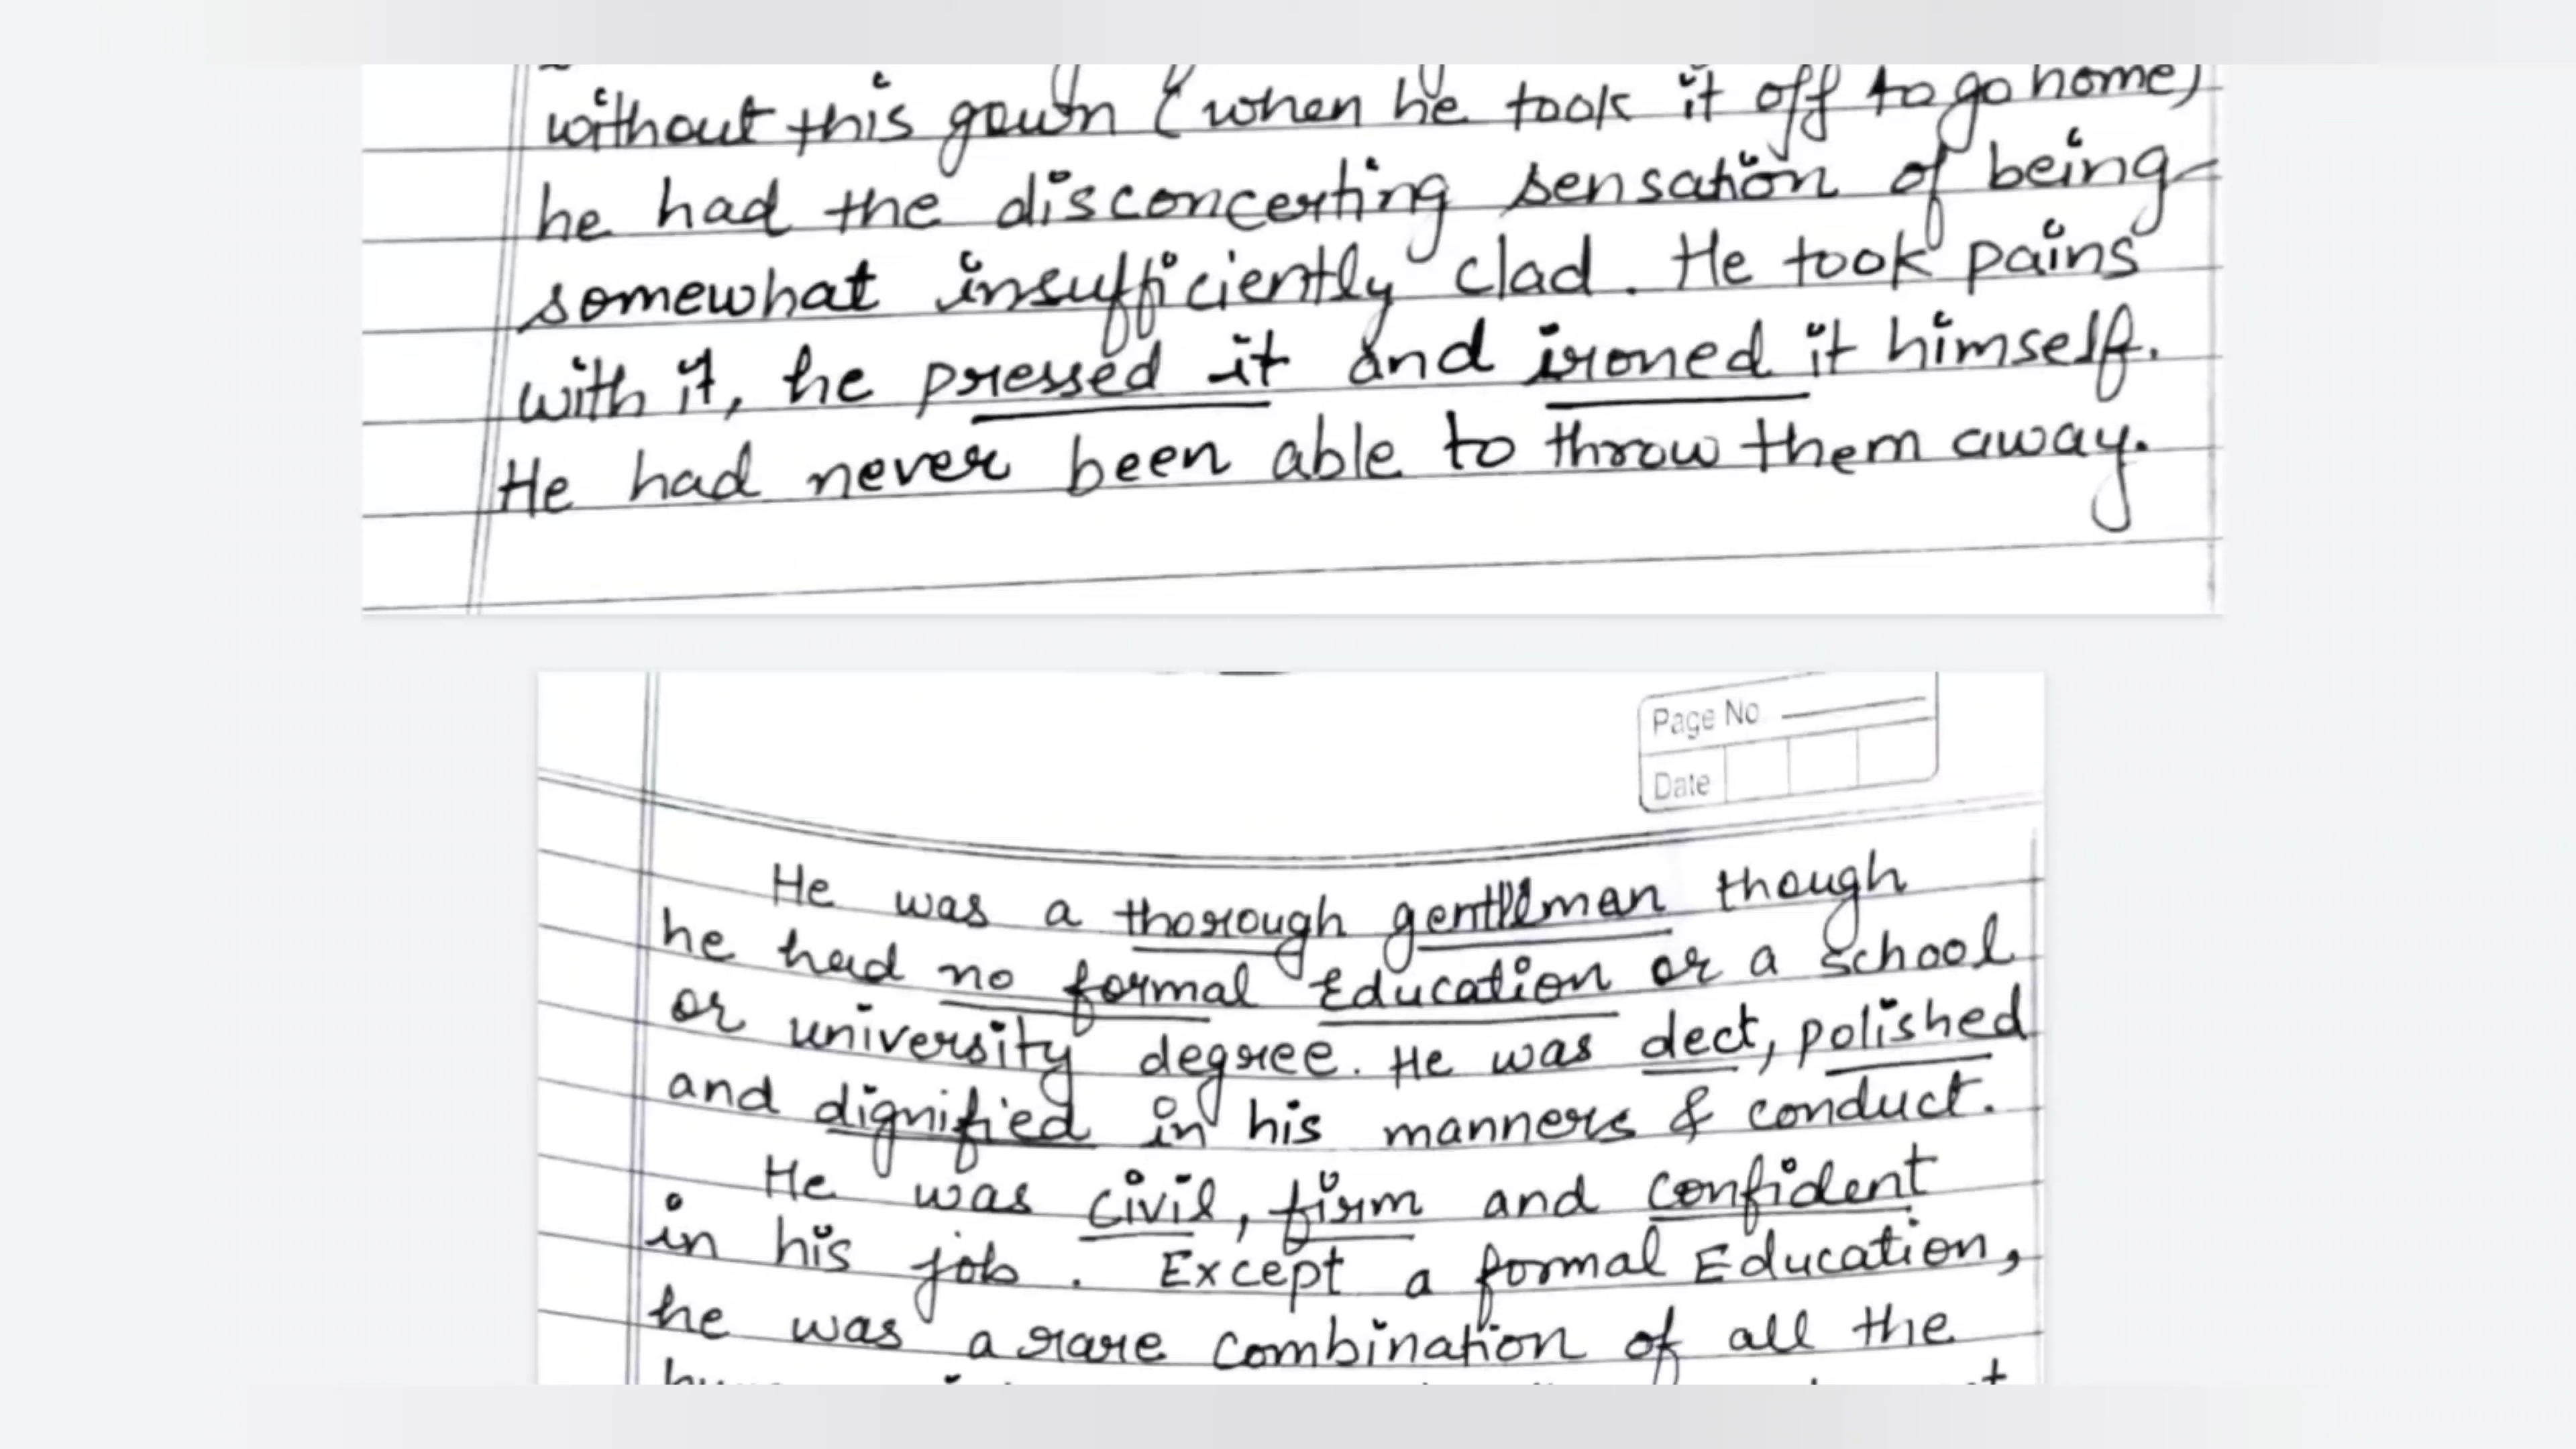 without this gown (when he took it off to go home)
he had the disconcerting sensation of being
somewhat insufficiently clad. He took pains
with it, he pressed it and ironed it himself.
He had never been able to throw them away.
Page No
Date
He was a thorough gentleman though
he had no formal Education or a school
or university degree. He was dect, polished
and dignified in his manners & conduct.
He was civil, firm and confident
in his job. Except a formal Education,
he was a rare combination of all the